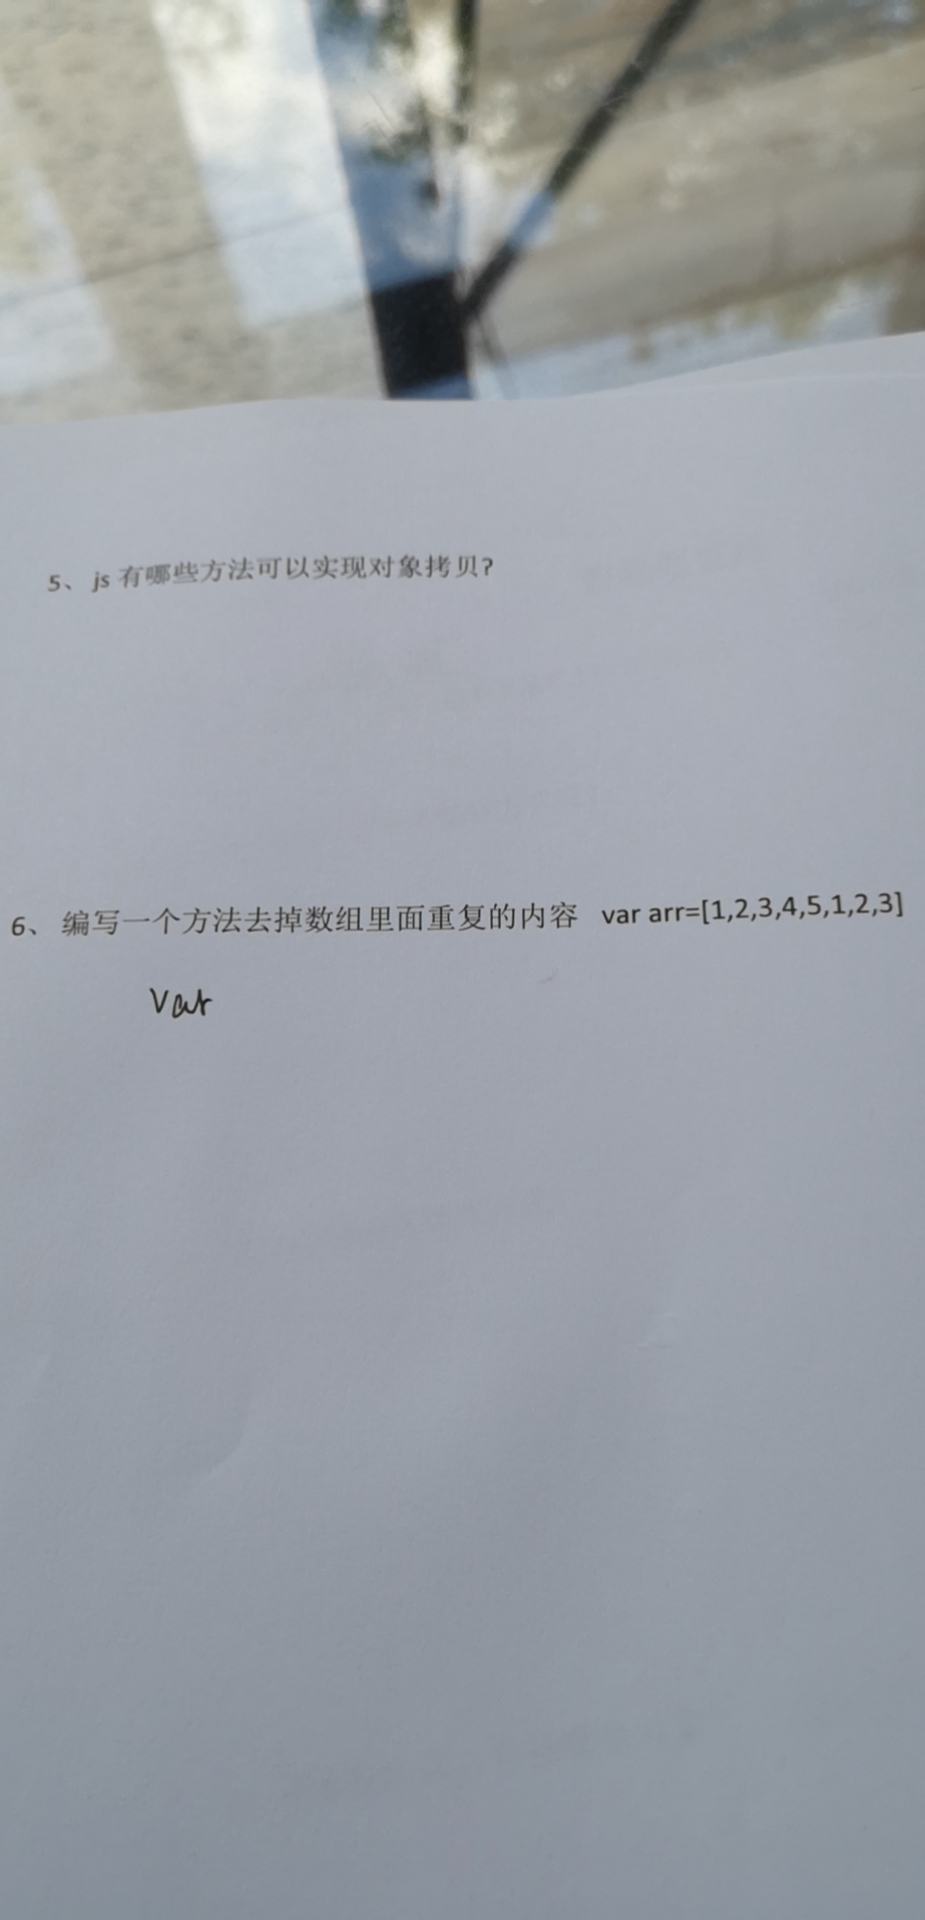 5、js 有哪些方法可以实现对象拷贝?
6、编写一个方法去掉数组里面重复的内容 var arr=[1,2,3,4,5,1,2,3]
var